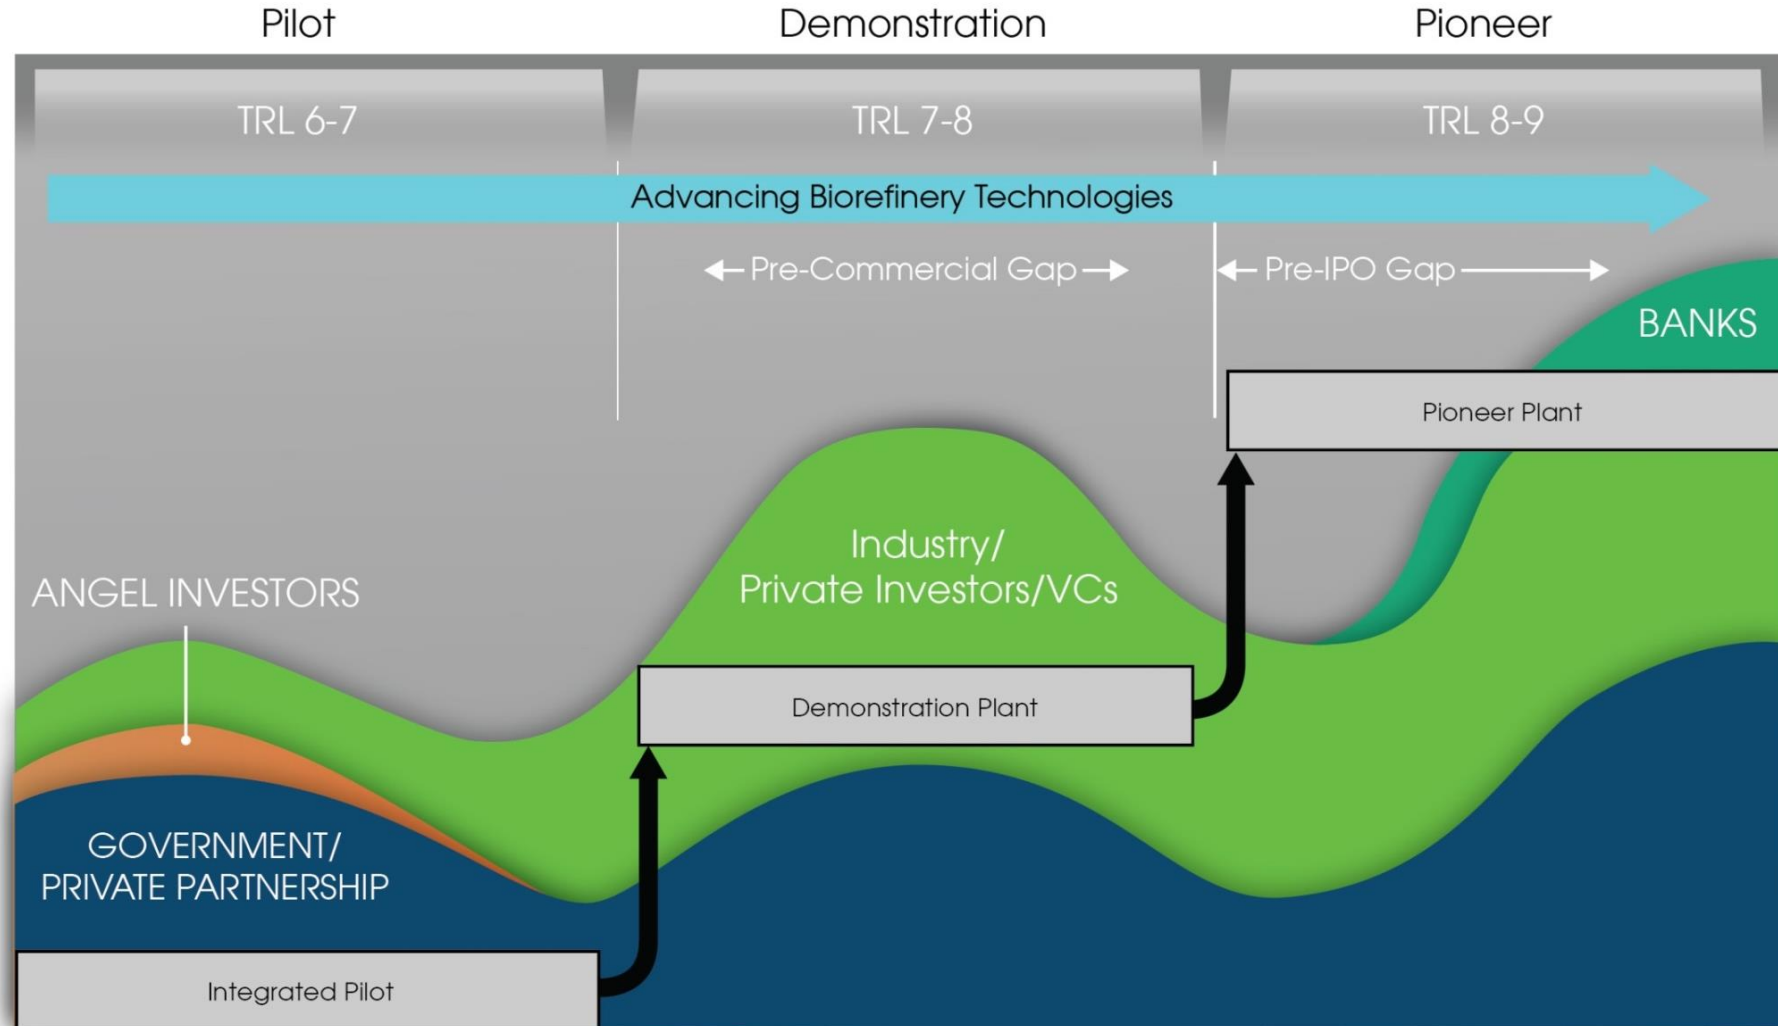 Pilot
Demonstration
Pioneer
TRL 6-7
TRL 7-8
TRL 8-9
Advancing Biorefinery Technologies
Pre-Commercial Gap
Pre-IPO Gap
BANKS
Pioneer Plant
Industry/
Private Investors/VCs
ANGEL INVESTORS
Demonstration Plant
GOVERNMENT/
PRIVATE PARTNERSHIP
Integrated Pilot